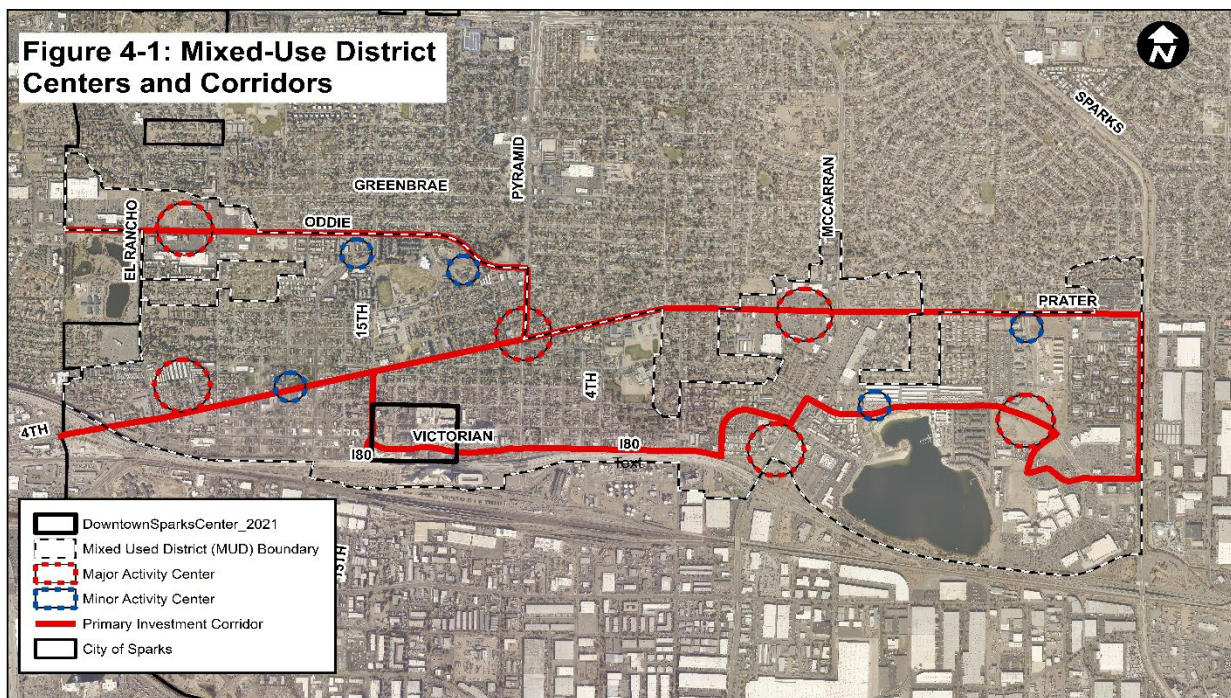 Figure 4-1: Mixed-Use District
Centers and Corridors
N
SPARKS
PYRAMID
MCCARRAN
GREENBRAE
ODDIE
EL RANCHO
15TH
PRATER
4TH
4TH
VICTORIAN
I80
I80
Text
15TH
DowntownSparksCenter_2021
Mixed Used District (MUD) Boundary
Major Activity Center
Minor Activity Center
Primary Investment Corridor
City of Sparks